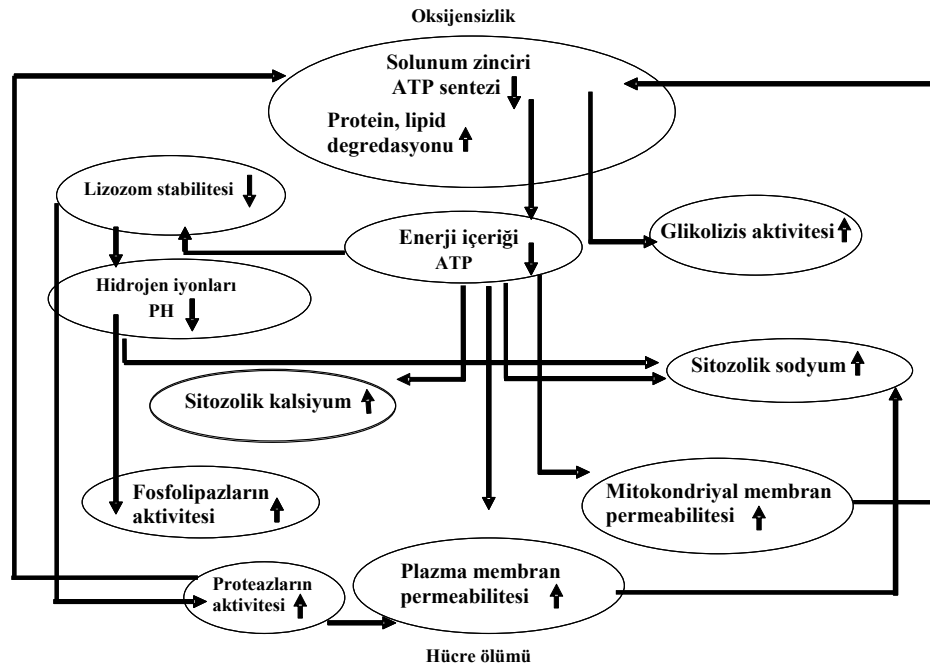 Oksijensizlik
Solunum zinciri
ATP sentezi
Protein, lipid
degredasyonu
Lizozom stabilitesi
Enerji içeriği
ATP
Glikolizis aktivitesi
Hidrojen iyonları
PH
Sitozolik sodyum
Sitozolik kalsiyum
Fosfolipazların
aktivitesi
Mitokondriyal membran
permeabilitesi
Proteazların
aktivitesi
Plazma membran
permeabilitesi
Hücre ölümü